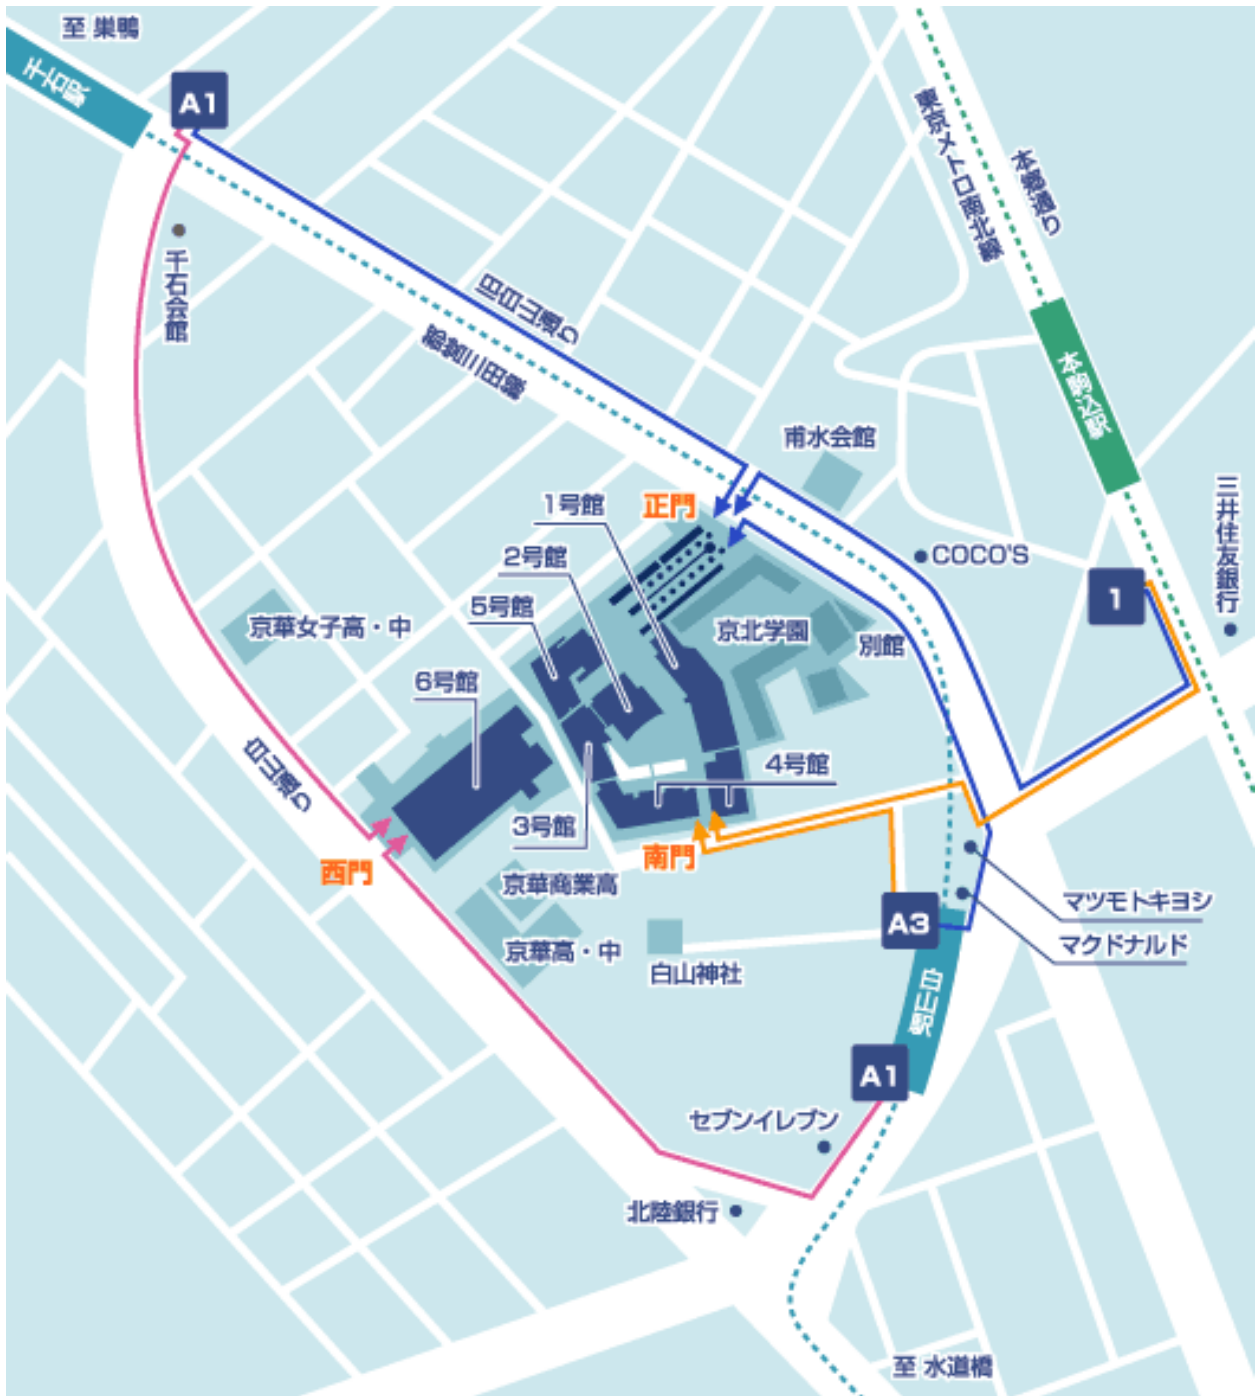 至 巣鴨
千石駅
A1
千石会館
東京メトロ南北線
本郷通り
旧白山通り
都営三田線
本駒込駅
甫水会館
三井住友銀行
1号館
正門
2号館
COCO'S
5号館
1
京華女子高・中
京北学園
別館
6号館
白山通り
4号館
3号館
西門
南門
京華商業高
マツモトキヨシ
A3
京華高・中
マクドナルド
白山神社
白山駅
A1
セブンイレブン
北陸銀行
至 水道橋